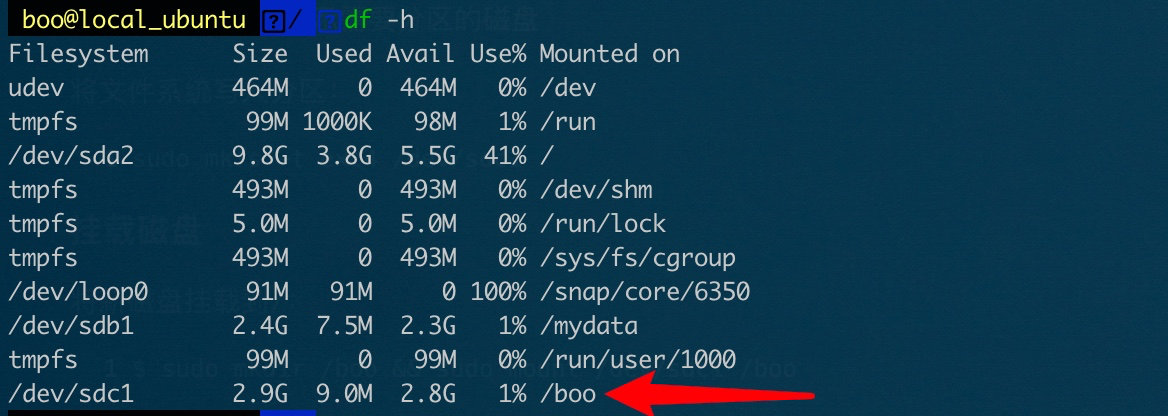 boo@local_ubuntu / df -h
Filesystem Size Used Avail Use% Mounted on
udev 464M 0 464M 0% /dev
tmpfs 99M 1000K 98M 1% /run
/dev/sda2 9.8G 3.8G 5.5G 41% /
tmpfs 493M 0 493M 0% /dev/shm
tmpfs 5.0M 0 5.0M 0% /run/lock
tmpfs 493M 0 493M 0% /sys/fs/cgroup
/dev/loop0 91M 91M 0 100% /snap/core/6350
/dev/sdb1 2.4G 7.5M 2.3G 1% /mydata
tmpfs 99M 0 99M 0% /run/user/1000
/dev/sdc1 2.9G 9.0M 2.8G 1% /boo